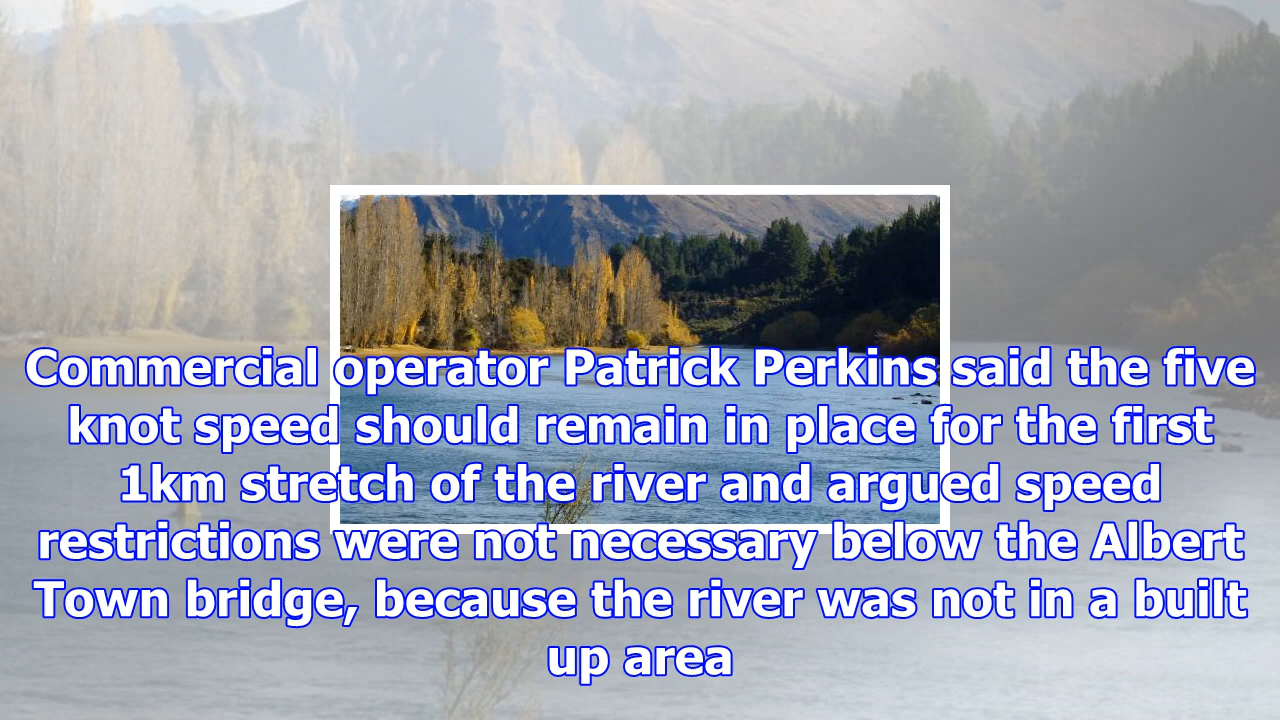 Commercial operator Patrick Perkins said the five
knot speed should remain in place for the first
1km stretch of the river and argued speed
restrictions were not necessary below the Albert
Town bridge, because the river was not in a built
up area